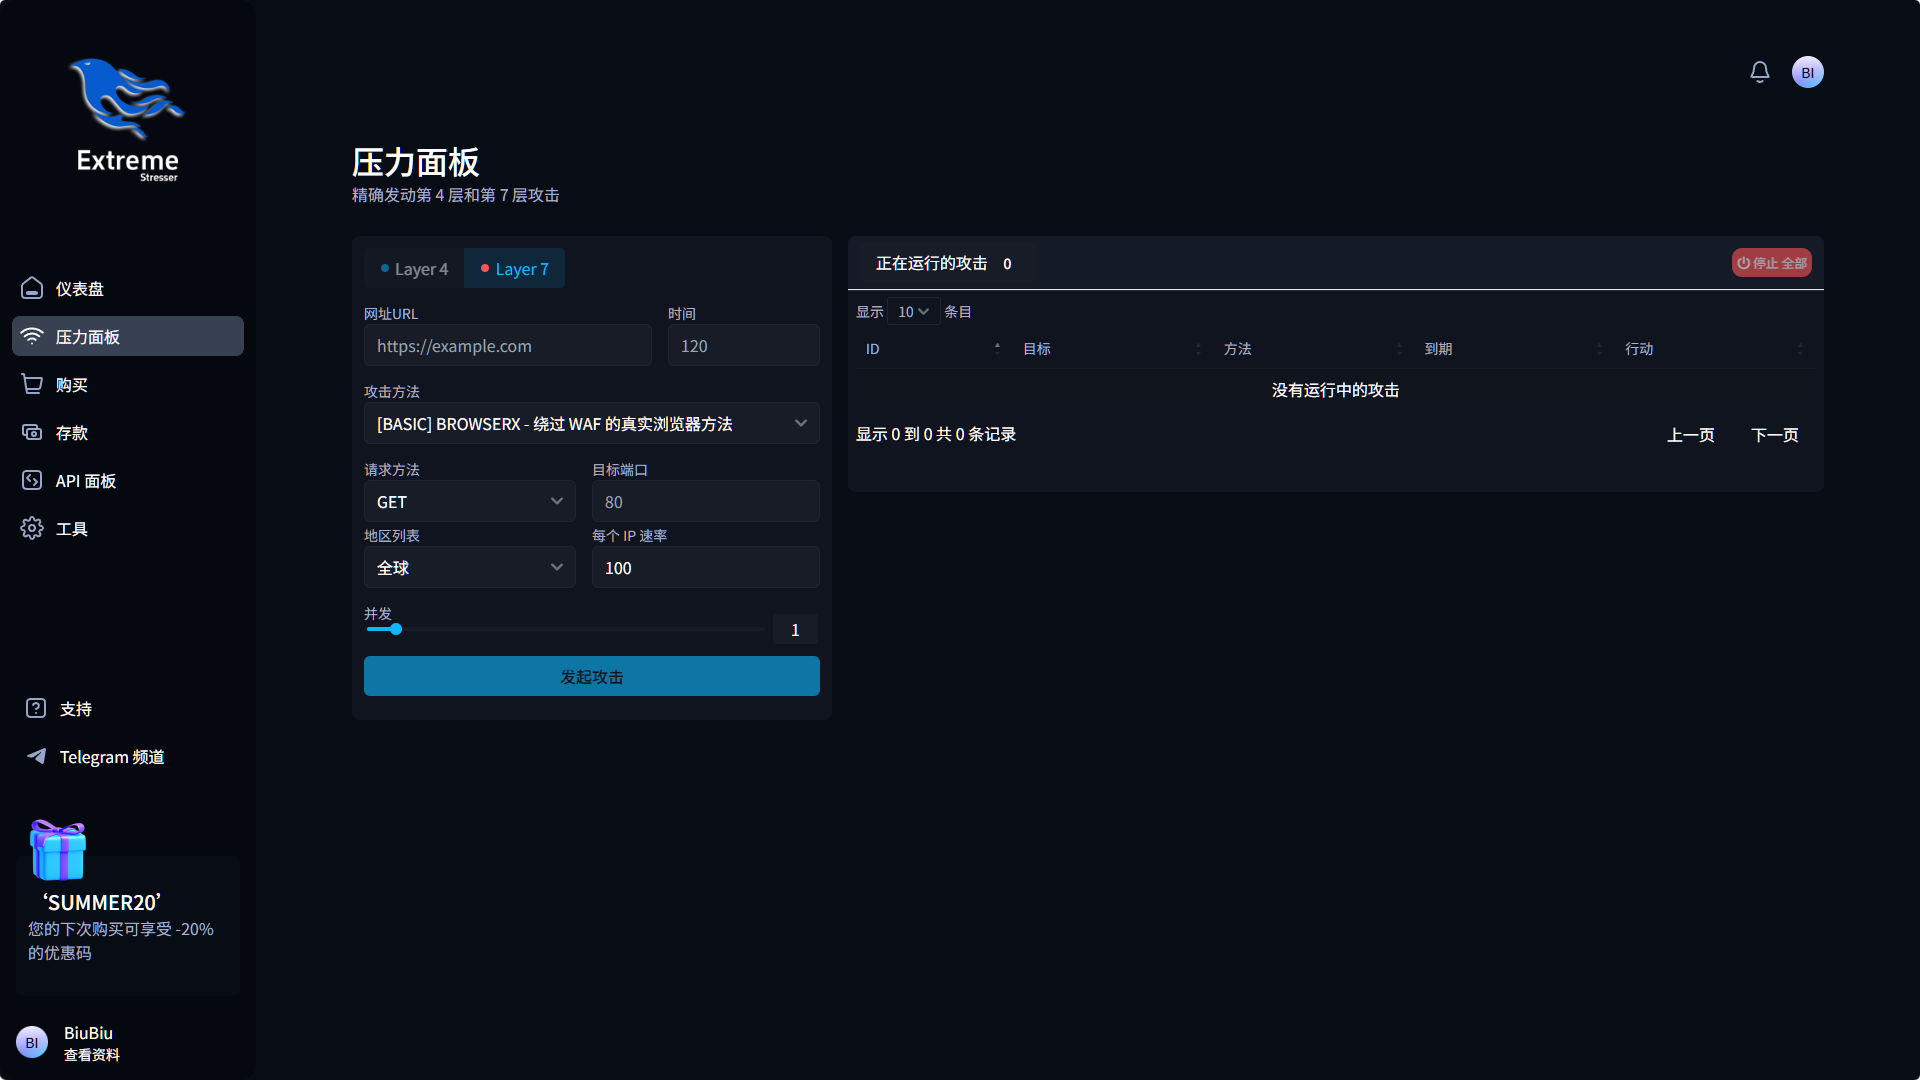 Extreme
Stresser
仪表盘
压力面板
购买
存款
API 面板
工具
支持
Telegram 频道
‘SUMMER20’
您的下次购买可享受 -20%
的优惠码
BI
BiuBiu
查看资料
BI
压力面板
精确发动第 4 层和第 7 层攻击
Layer 4
Layer 7
网址URL
时间
https://example.com
120
攻击方法
[BASIC] BROWSERX - 绕过 WAF 的真实浏览器方法
请求方法
目标端口
GET
80
地区列表
每个 IP 速率
全球
100
并发
1
发起攻击
正在运行的攻击 0
停止 全部
显示 10 条目
ID 目标 方法 到期 行动
没有运行中的攻击
显示 0 到 0 共 0 条记录
上一页 下一页